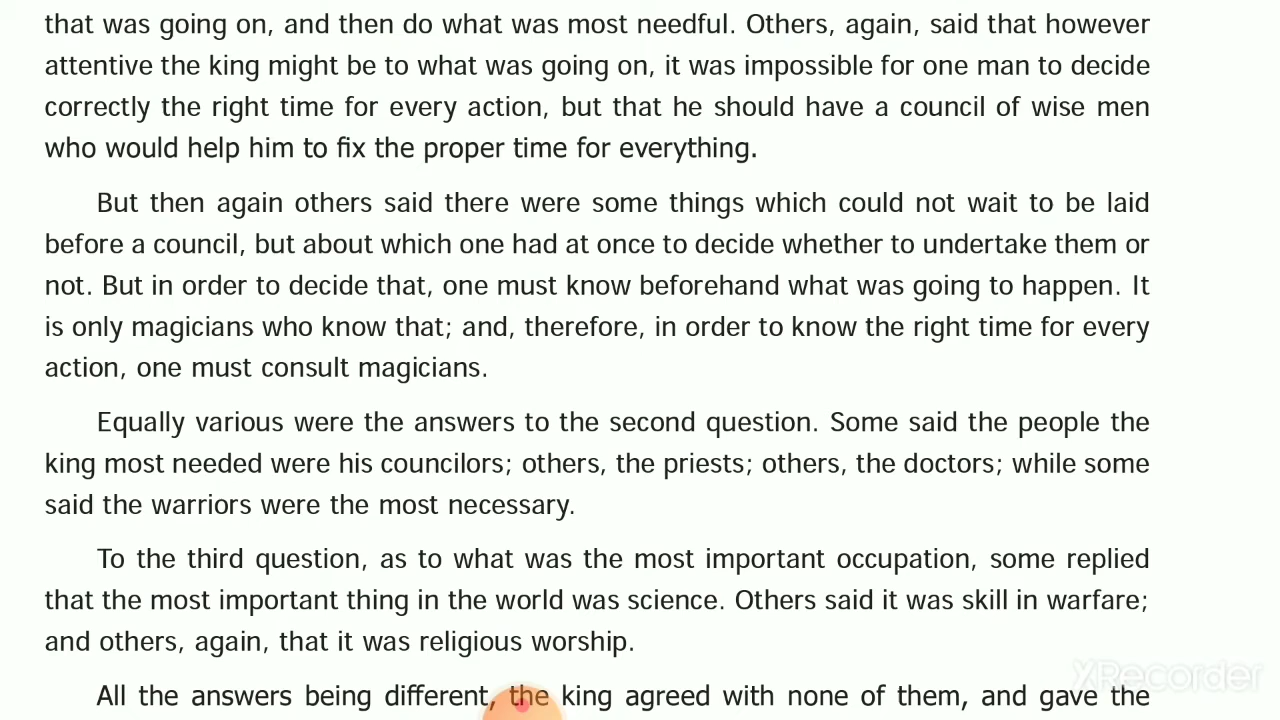 that was going on, and then do what was most needful. Others, again, said that however
attentive the king might be to what was going on, it was impossible for one man to decide
correctly the right time for every action, but that he should have a council of wise men
who would help him to fix the proper time for everything.
But then again others said there were some things which could not wait to be laid
before a council, but about which one had at once to decide whether to undertake them or
not. But in order to decide that, one must know beforehand what was going to happen. It
is only magicians who know that; and, therefore, in order to know the right time for every
action, one must consult magicians.
Equally various were the answers to the second question. Some said the people the
king most needed were his councilors; others, the priests; others, the doctors; while some
said the warriors were the most necessary.
To the third question, as to what was the most important occupation, some replied
that the most important thing in the world was science. Others said it was skill in warfare;
and others, again, that it was religious worship.
All the answers being different, the king agreed with none of them, and gave the
XRecorder